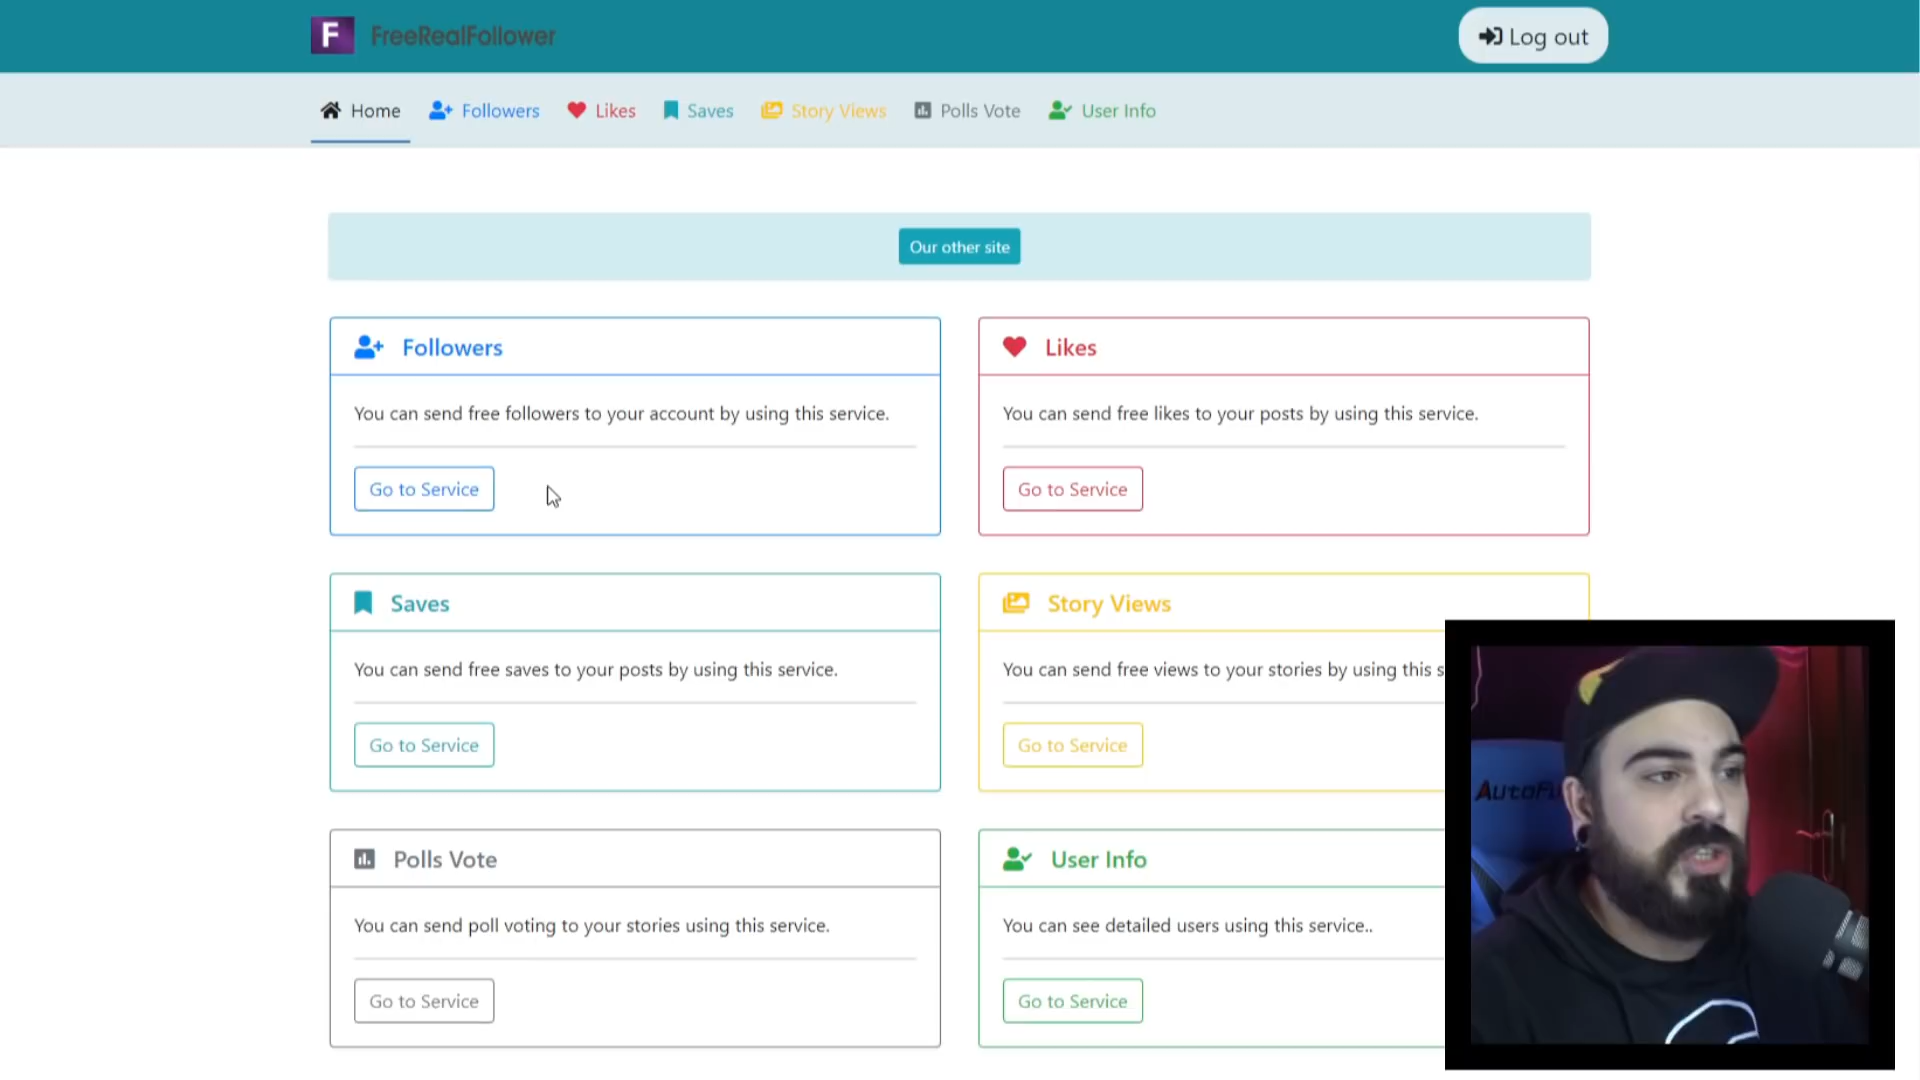 F FreeRealFollower
Log out
Home Followers Likes Saves Story Views Polls Vote User Info
Our other site
Followers
You can send free followers to your account by using this service.
Go to Service
Likes
You can send free likes to your posts by using this service.
Go to Service
Saves
You can send free saves to your posts by using this service.
Go to Service
Story Views
You can send free views to your stories by using this s
Go to Service
Polls Vote
You can send poll voting to your stories using this service.
Go to Service
User Info
You can see detailed users using this service..
Go to Service